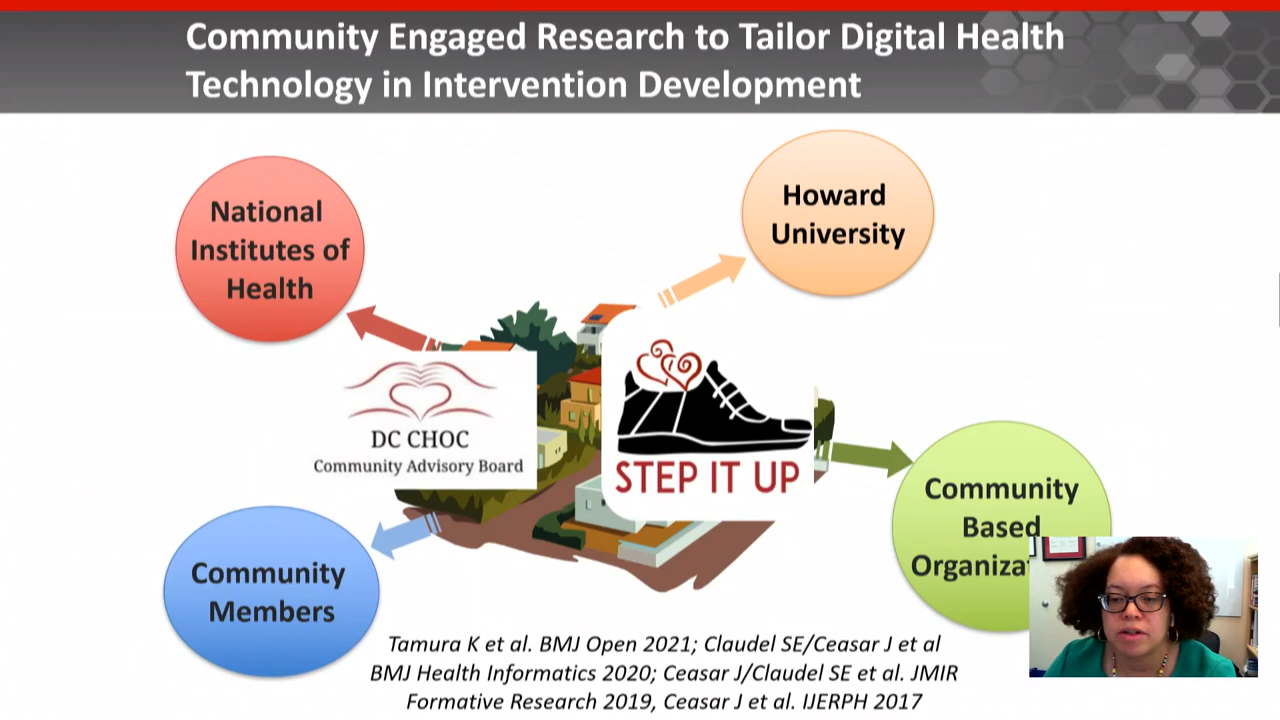 Community Engaged Research to Tailor Digital Health
Technology in Intervention Development
National
Institutes of
Health
Howard
University
DC CHOC
Community Advisory Board
STEP IT UP
Community
Based
Community
Members
Tamura K et al. BMJ Open 2021; Claudel SE/Ceasar J et al
BMJ Health Informatics 2020; Ceasar J/Claudel SE et al. JMIR
Formative Research 2019, Ceasar J et al. IJERPH 2017